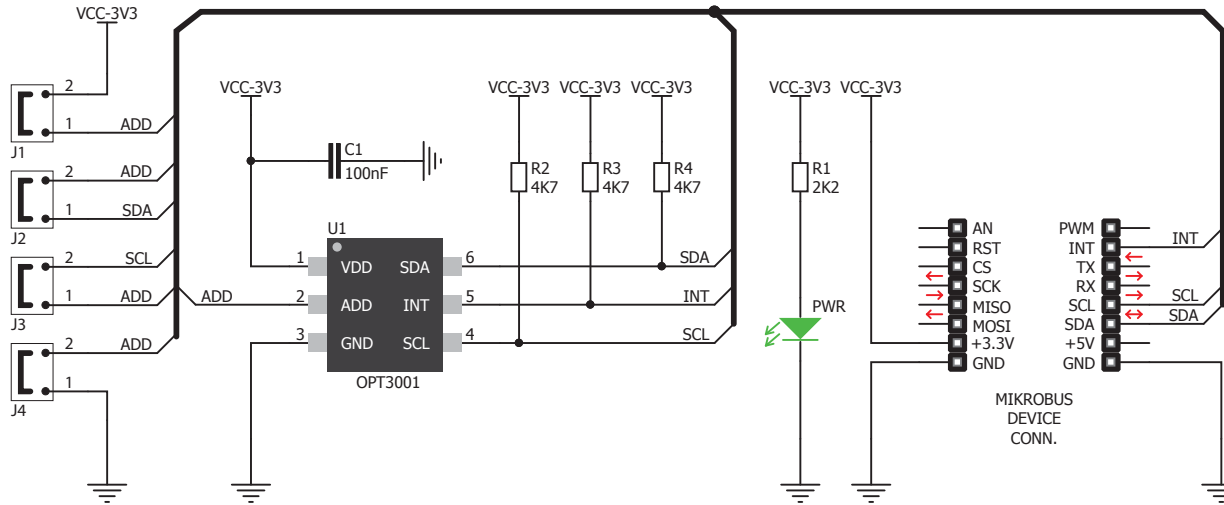 VCC-3V3
2
1
ADD
J1
2
ADD
1
SDA
J2
2
SCL
1
ADD
J3
2
ADD
1
J4
VCC-3V3
C1
100nF
U1
1
VDD
SDA
6
SDA
ADD
2
ADD
INT
5
INT
3
GND
SCL
4
SCL
OPT3001
VCC-3V3
VCC-3V3
VCC-3V3
R2
4K7
R3
4K7
R4
4K7
VCC-3V3
VCC-3V3
R1
2K2
PWR
AN
RST
CS
SCK
MISO
MOSI
+3.3V
GND
PWM
INT
TX
RX
SCL
SDA
+5V
GND
INT
SCL
SDA
MIKROBUS
DEVICE
CONN.